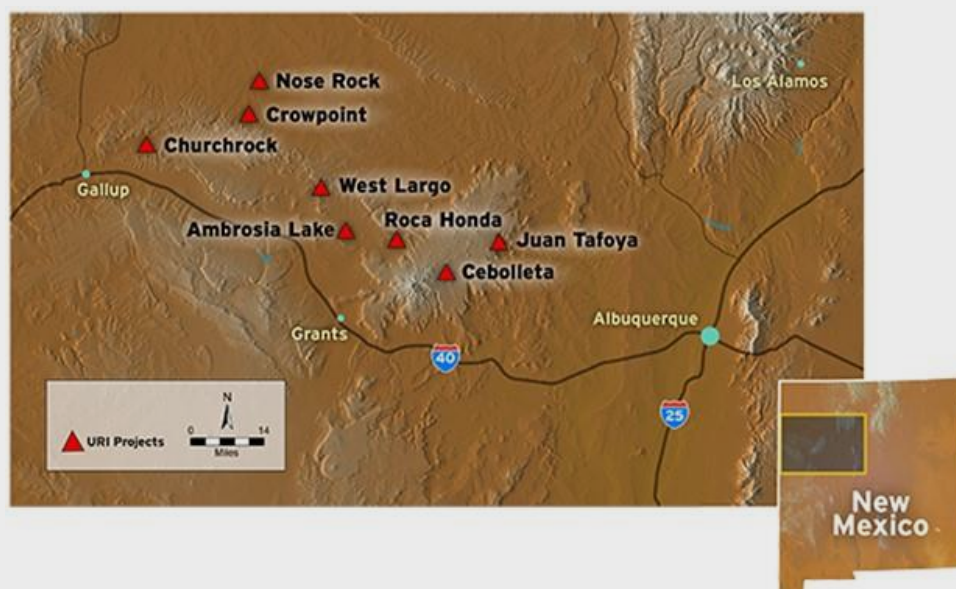 Los Alamos
Nose Rock
Crowpoint
Churchrock
Gallup
West Largo
Roca Honda
Ambrosia Lake
Juan Tafoya
Cebolleta
Albuquerque
Grants
40
25
N
0 14
Miles
URI Projects
New
Mexico